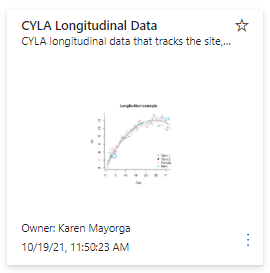 CYLA Longitudinal Data
CYLA longitudinal data that tracks the site,...
Longitudinal example
Age
Owner: Karen Mayorga
10/19/21, 11:50:23 AM